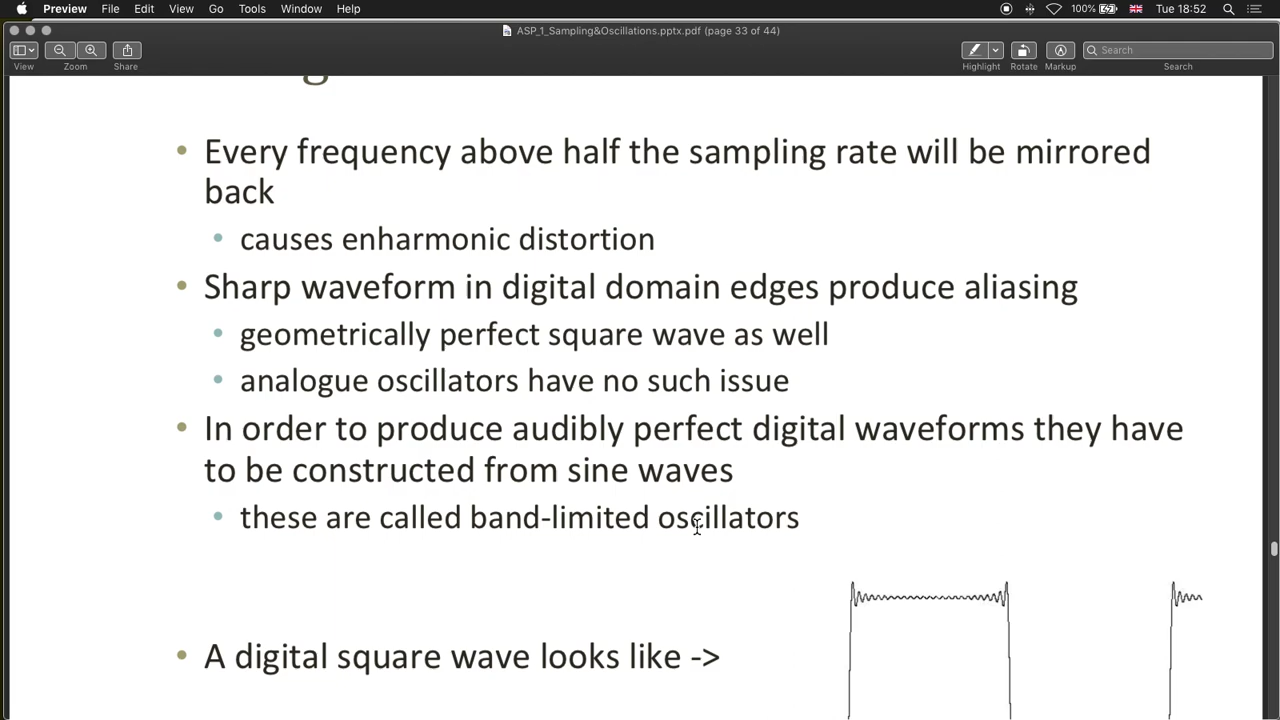 Preview File Edit View Go Tools Window Help 100% Tue 18:52
ASP_1_Sampling&Oscillations.pptx.pdf (page 33 of 44)
Search
View Zoom Share Highlight Rotate Markup Search
• Every frequency above half the sampling rate will be mirrored
back
• causes enharmonic distortion
• Sharp waveform in digital domain edges produce aliasing
• geometrically perfect square wave as well
• analogue oscillators have no such issue
• In order to produce audibly perfect digital waveforms they have
to be constructed from sine waves
• these are called band-limited oscillators
• A digital square wave looks like ->